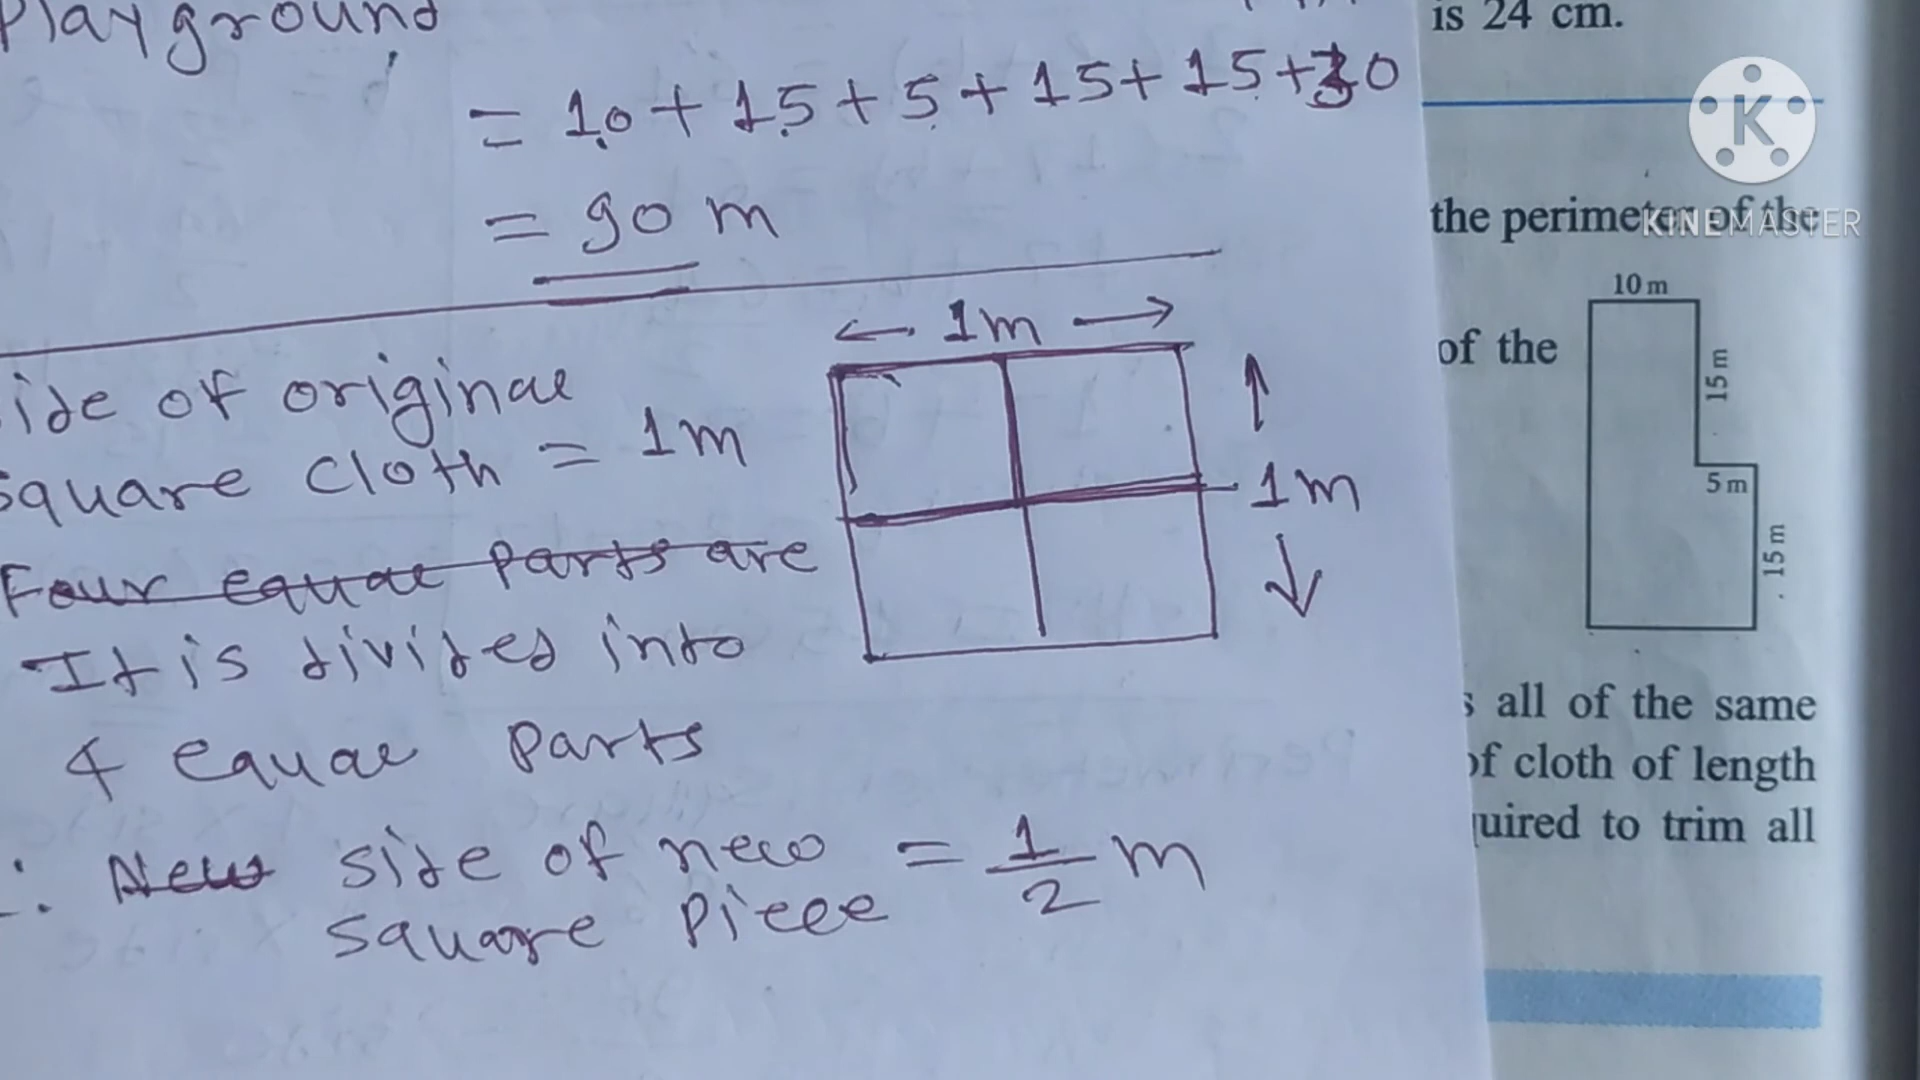 Playground
= 10 + 15 + 5 + 15 + 15 + 30
= 90 m
← 1m →
ide of original
square cloth = 1m
1m
Four equal parts are
It is divided into
4 equal parts
∴ New side of new = 1/2 m
square piece
is 24 cm.
K
the perimeter of the
KINEMASTER
10 m
of the
15 m
5 m
15 m
s all of the same
of cloth of length
quired to trim all